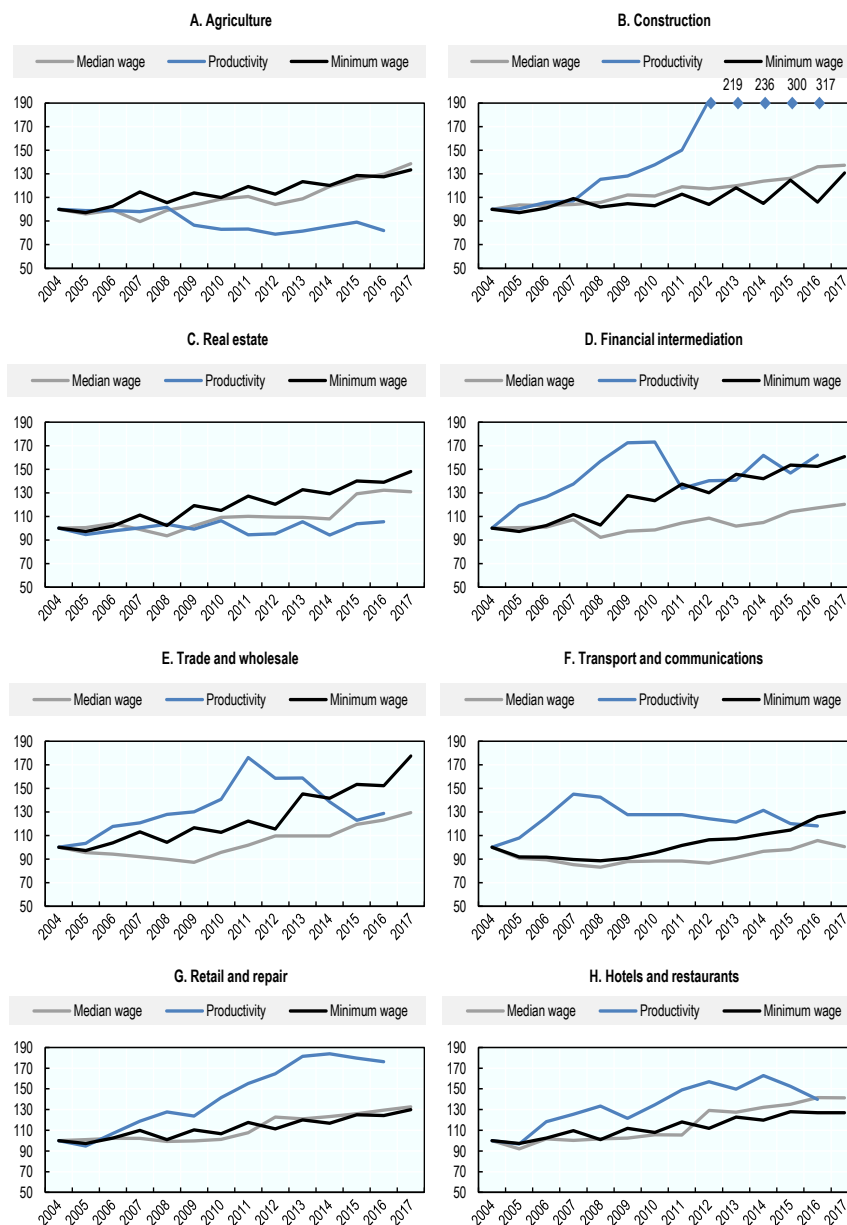 A. Agriculture
Median wage Productivity Minimum wage
190
170
150
130
110
90
70
50
2004 2005 2006 2007 2008 2009 2010 2011 2012 2013 2014 2015 2016 2017
B. Construction
Median wage Productivity Minimum wage
219 236 300 317
190
170
150
130
110
90
70
50
2004 2005 2006 2007 2008 2009 2010 2011 2012 2013 2014 2015 2016 2017
C. Real estate
Median wage Productivity Minimum wage
190
170
150
130
110
90
70
50
2004 2005 2006 2007 2008 2009 2010 2011 2012 2013 2014 2015 2016 2017
D. Financial intermediation
Median wage Productivity Minimum wage
190
170
150
130
110
90
70
50
2004 2005 2006 2007 2008 2009 2010 2011 2012 2013 2014 2015 2016 2017
E. Trade and wholesale
Median wage Productivity Minimum wage
190
170
150
130
110
90
70
50
2004 2005 2006 2007 2008 2009 2010 2011 2012 2013 2014 2015 2016 2017
F. Transport and communications
Median wage Productivity Minimum wage
190
170
150
130
110
90
70
50
2004 2005 2006 2007 2008 2009 2010 2011 2012 2013 2014 2015 2016 2017
G. Retail and repair
Median wage Productivity Minimum wage
190
170
150
130
110
90
70
50
2004 2005 2006 2007 2008 2009 2010 2011 2012 2013 2014 2015 2016 2017
H. Hotels and restaurants
Median wage Productivity Minimum wage
190
170
150
130
110
90
70
50
2004 2005 2006 2007 2008 2009 2010 2011 2012 2013 2014 2015 2016 2017